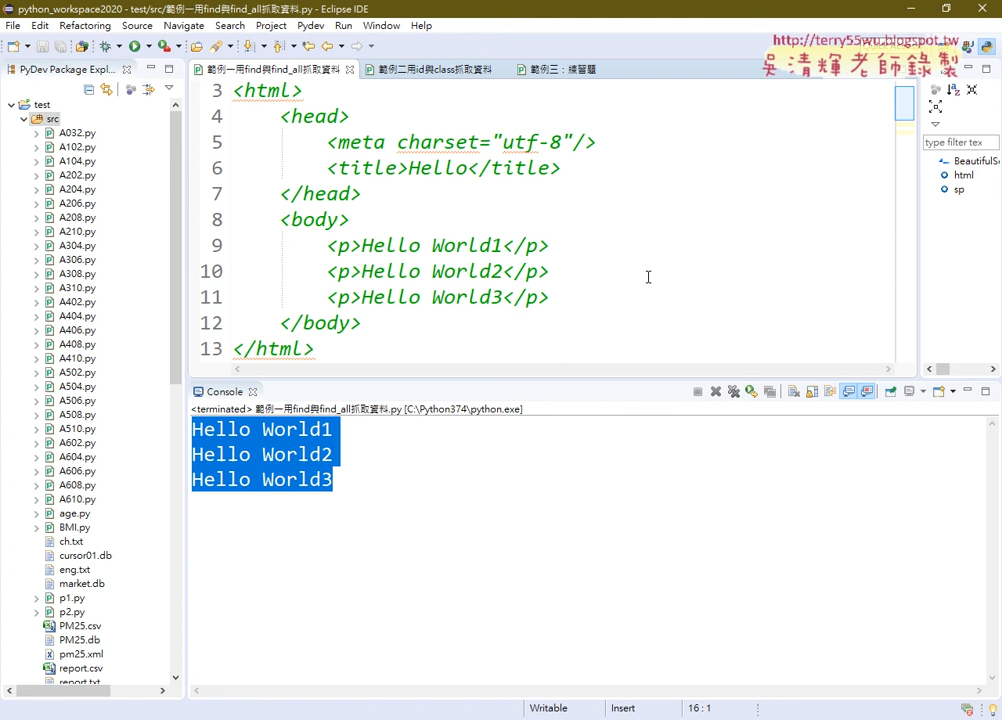 python_workspace2020 - test/src/範例一用find與find_all抓取資料.py - Eclipse IDE
File Edit Refactoring Source Navigate Search Project Pydev Run Window Help
http://terry55wu.blogspot.tw
吳清輝老師錄製
PyDev Package Expl...
範例一用find與find_all抓取資料
範例二用id與class抓取資料
範例三：練習題
test
src
A032.py
A102.py
A104.py
A202.py
A204.py
A206.py
A208.py
A210.py
A304.py
A306.py
A308.py
A310.py
A402.py
A404.py
A406.py
A408.py
A410.py
A502.py
A504.py
A506.py
A508.py
A510.py
A602.py
A604.py
A606.py
A608.py
A610.py
age.py
BMI.py
ch.txt
cursor01.db
eng.txt
market.db
p1.py
p2.py
PM25.csv
PM25.db
pm25.xml
report.csv
report.txt
3 <html>
4 <head>
5 <meta charset="utf-8"/>
6 <title>Hello</title>
7 </head>
8 <body>
9 <p>Hello World1</p>
10 <p>Hello World2</p>
11 <p>Hello World3</p>
12 </body>
13 </html>
type filter tex
BeautifulSo
html
sp
Console
<terminated> 範例一用find與find_all抓取資料.py [C:\Python374\python.exe]
Hello World1
Hello World2
Hello World3
Writable Insert 16 : 1